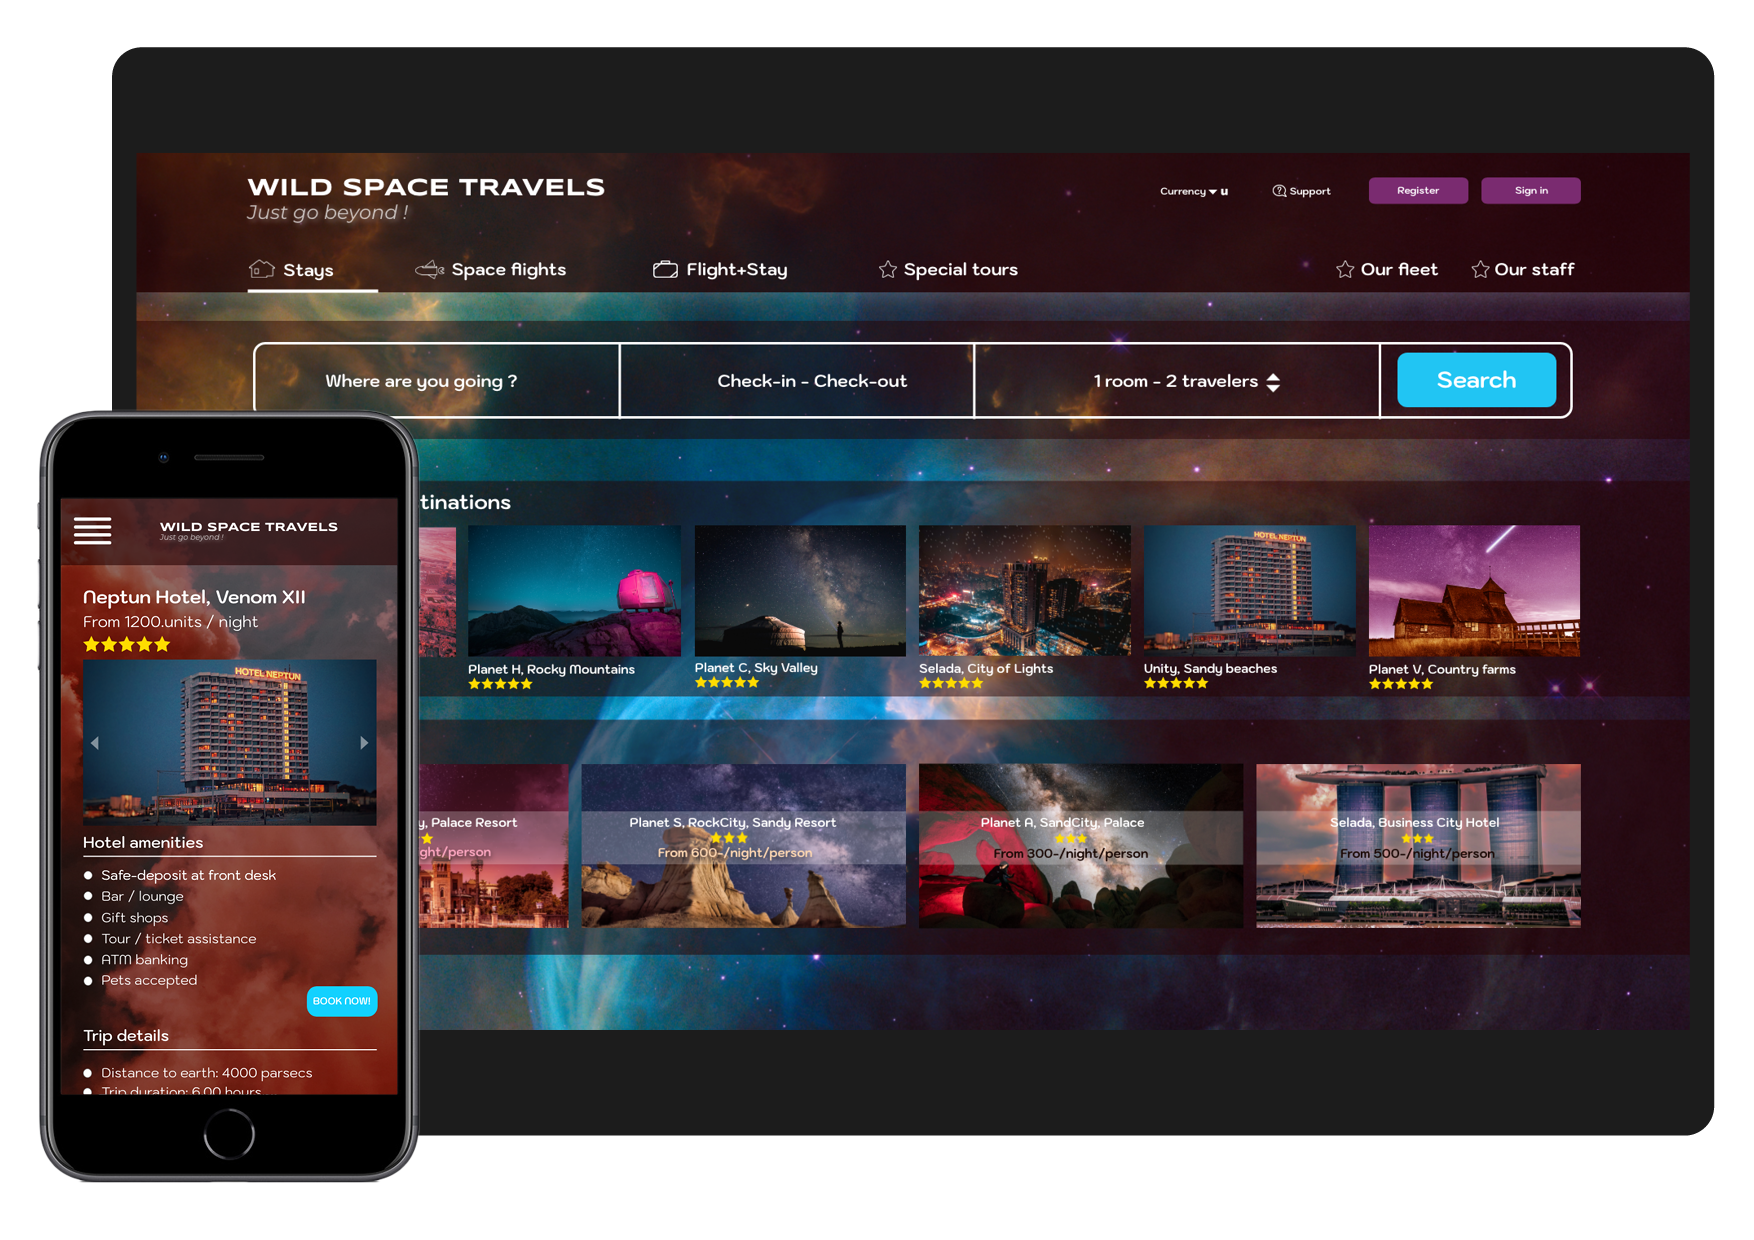 WILD SPACE TRAVELS
Just go beyond !
Currency u
Support
Register
Sign in
Stays
Space flights
Flight+Stay
Special tours
Our fleet
Our staff
Where are you going ?
Check-in - Check-out
1 room - 2 travelers
Search
tinations
HOTEL NEPTUN
Planet H, Rocky Mountains
Planet C, Sky Valley
Selada, City of Lights
Unity, Sandy beaches
Planet V, Country farms
y, Palace Resort
ght/person
Planet S, RockCity, Sandy Resort
From 600-/night/person
Planet A, SandCity, Palace
From 300-/night/person
Selada, Business City Hotel
From 500-/night/person
WILD SPACE TRAVELS
Just go beyond !
Neptun Hotel, Venom XII
From 1200.units / night
HOTEL NEPTUN
Hotel amenities
Safe-deposit at front desk
Bar / lounge
Gift shops
Tour / ticket assistance
ATM banking
Pets accepted
BOOK NOW!
Trip details
Distance to earth: 4000 parsecs
Trip duration: 6.00 hours